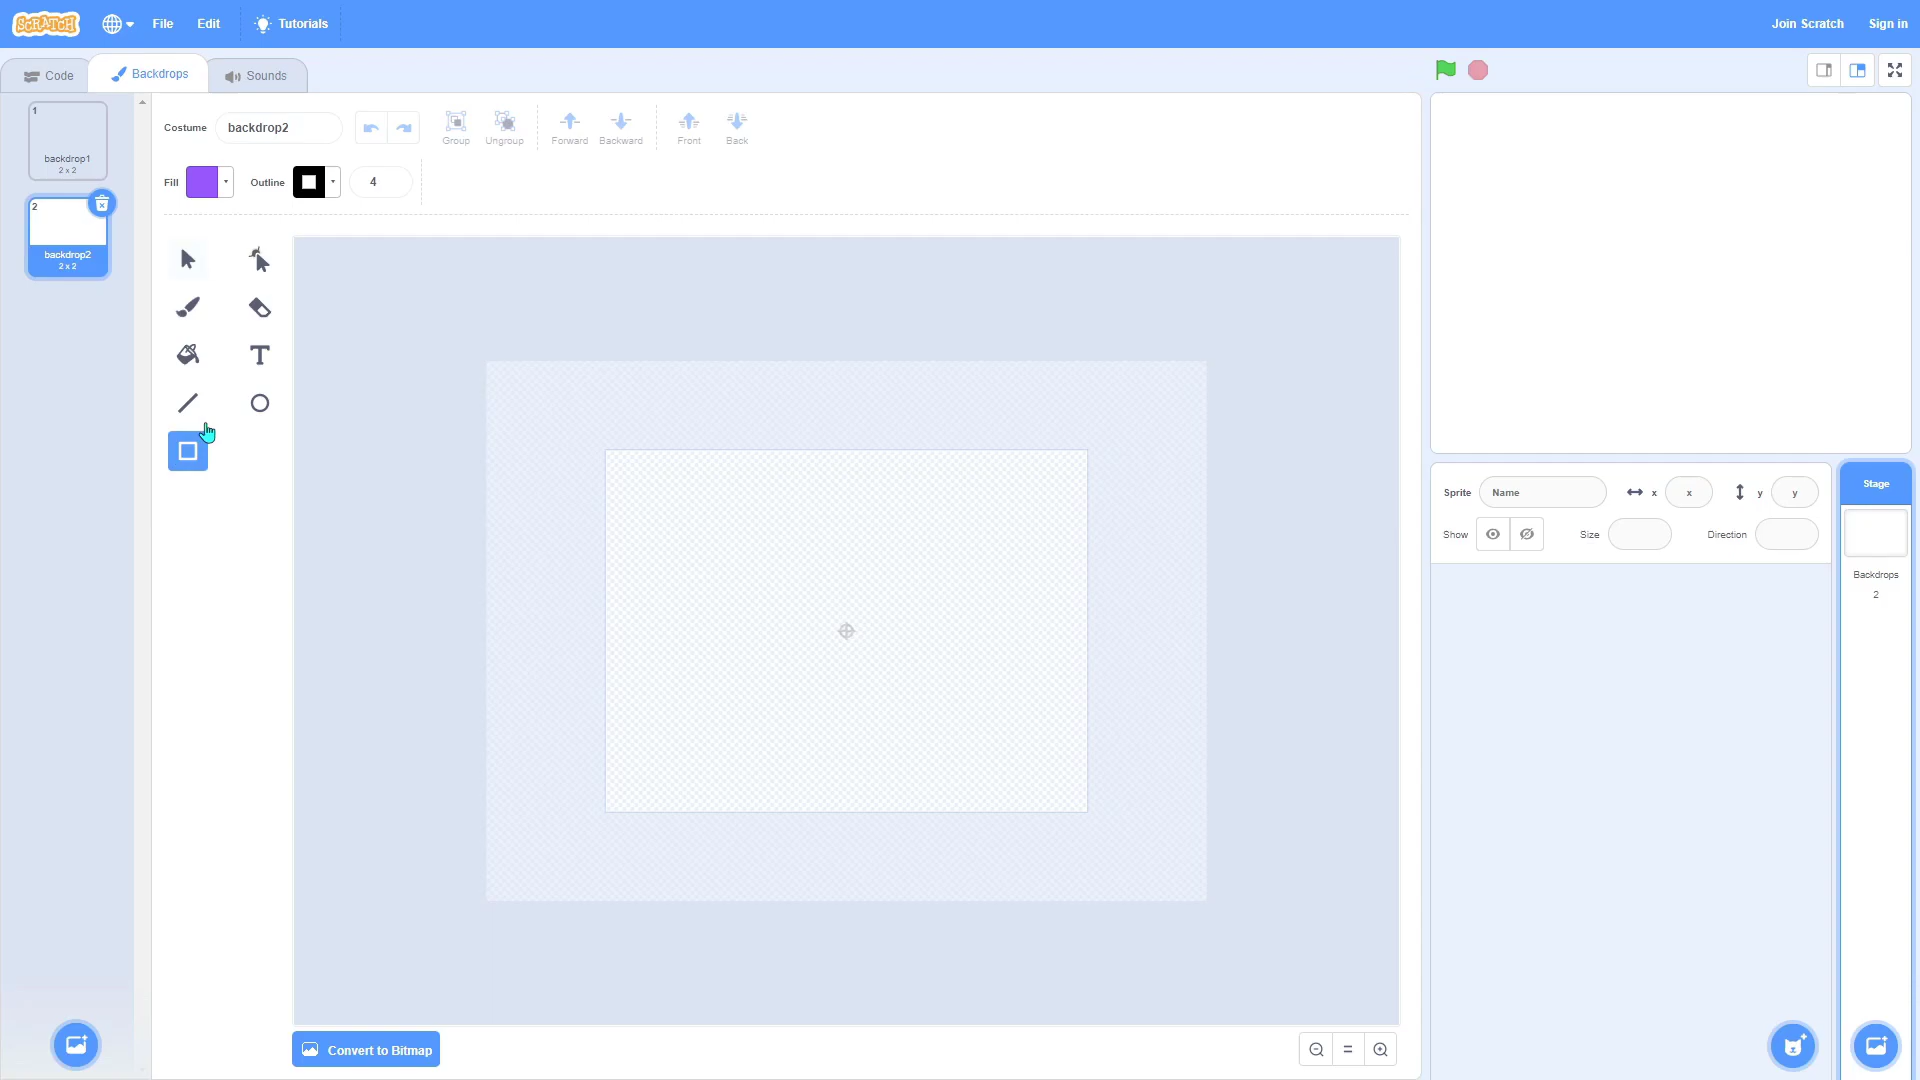 SCRATCH File Edit Tutorials Join Scratch Sign in
Code Backdrops Sounds
1
backdrop1
2 x 2
2
backdrop2
2 x 2
Costume backdrop2 Group Ungroup Forward Backward Front Back
Fill Outline 4
Convert to Bitmap
Sprite Name x x y y
Show Size Direction
Stage
Backdrops
2